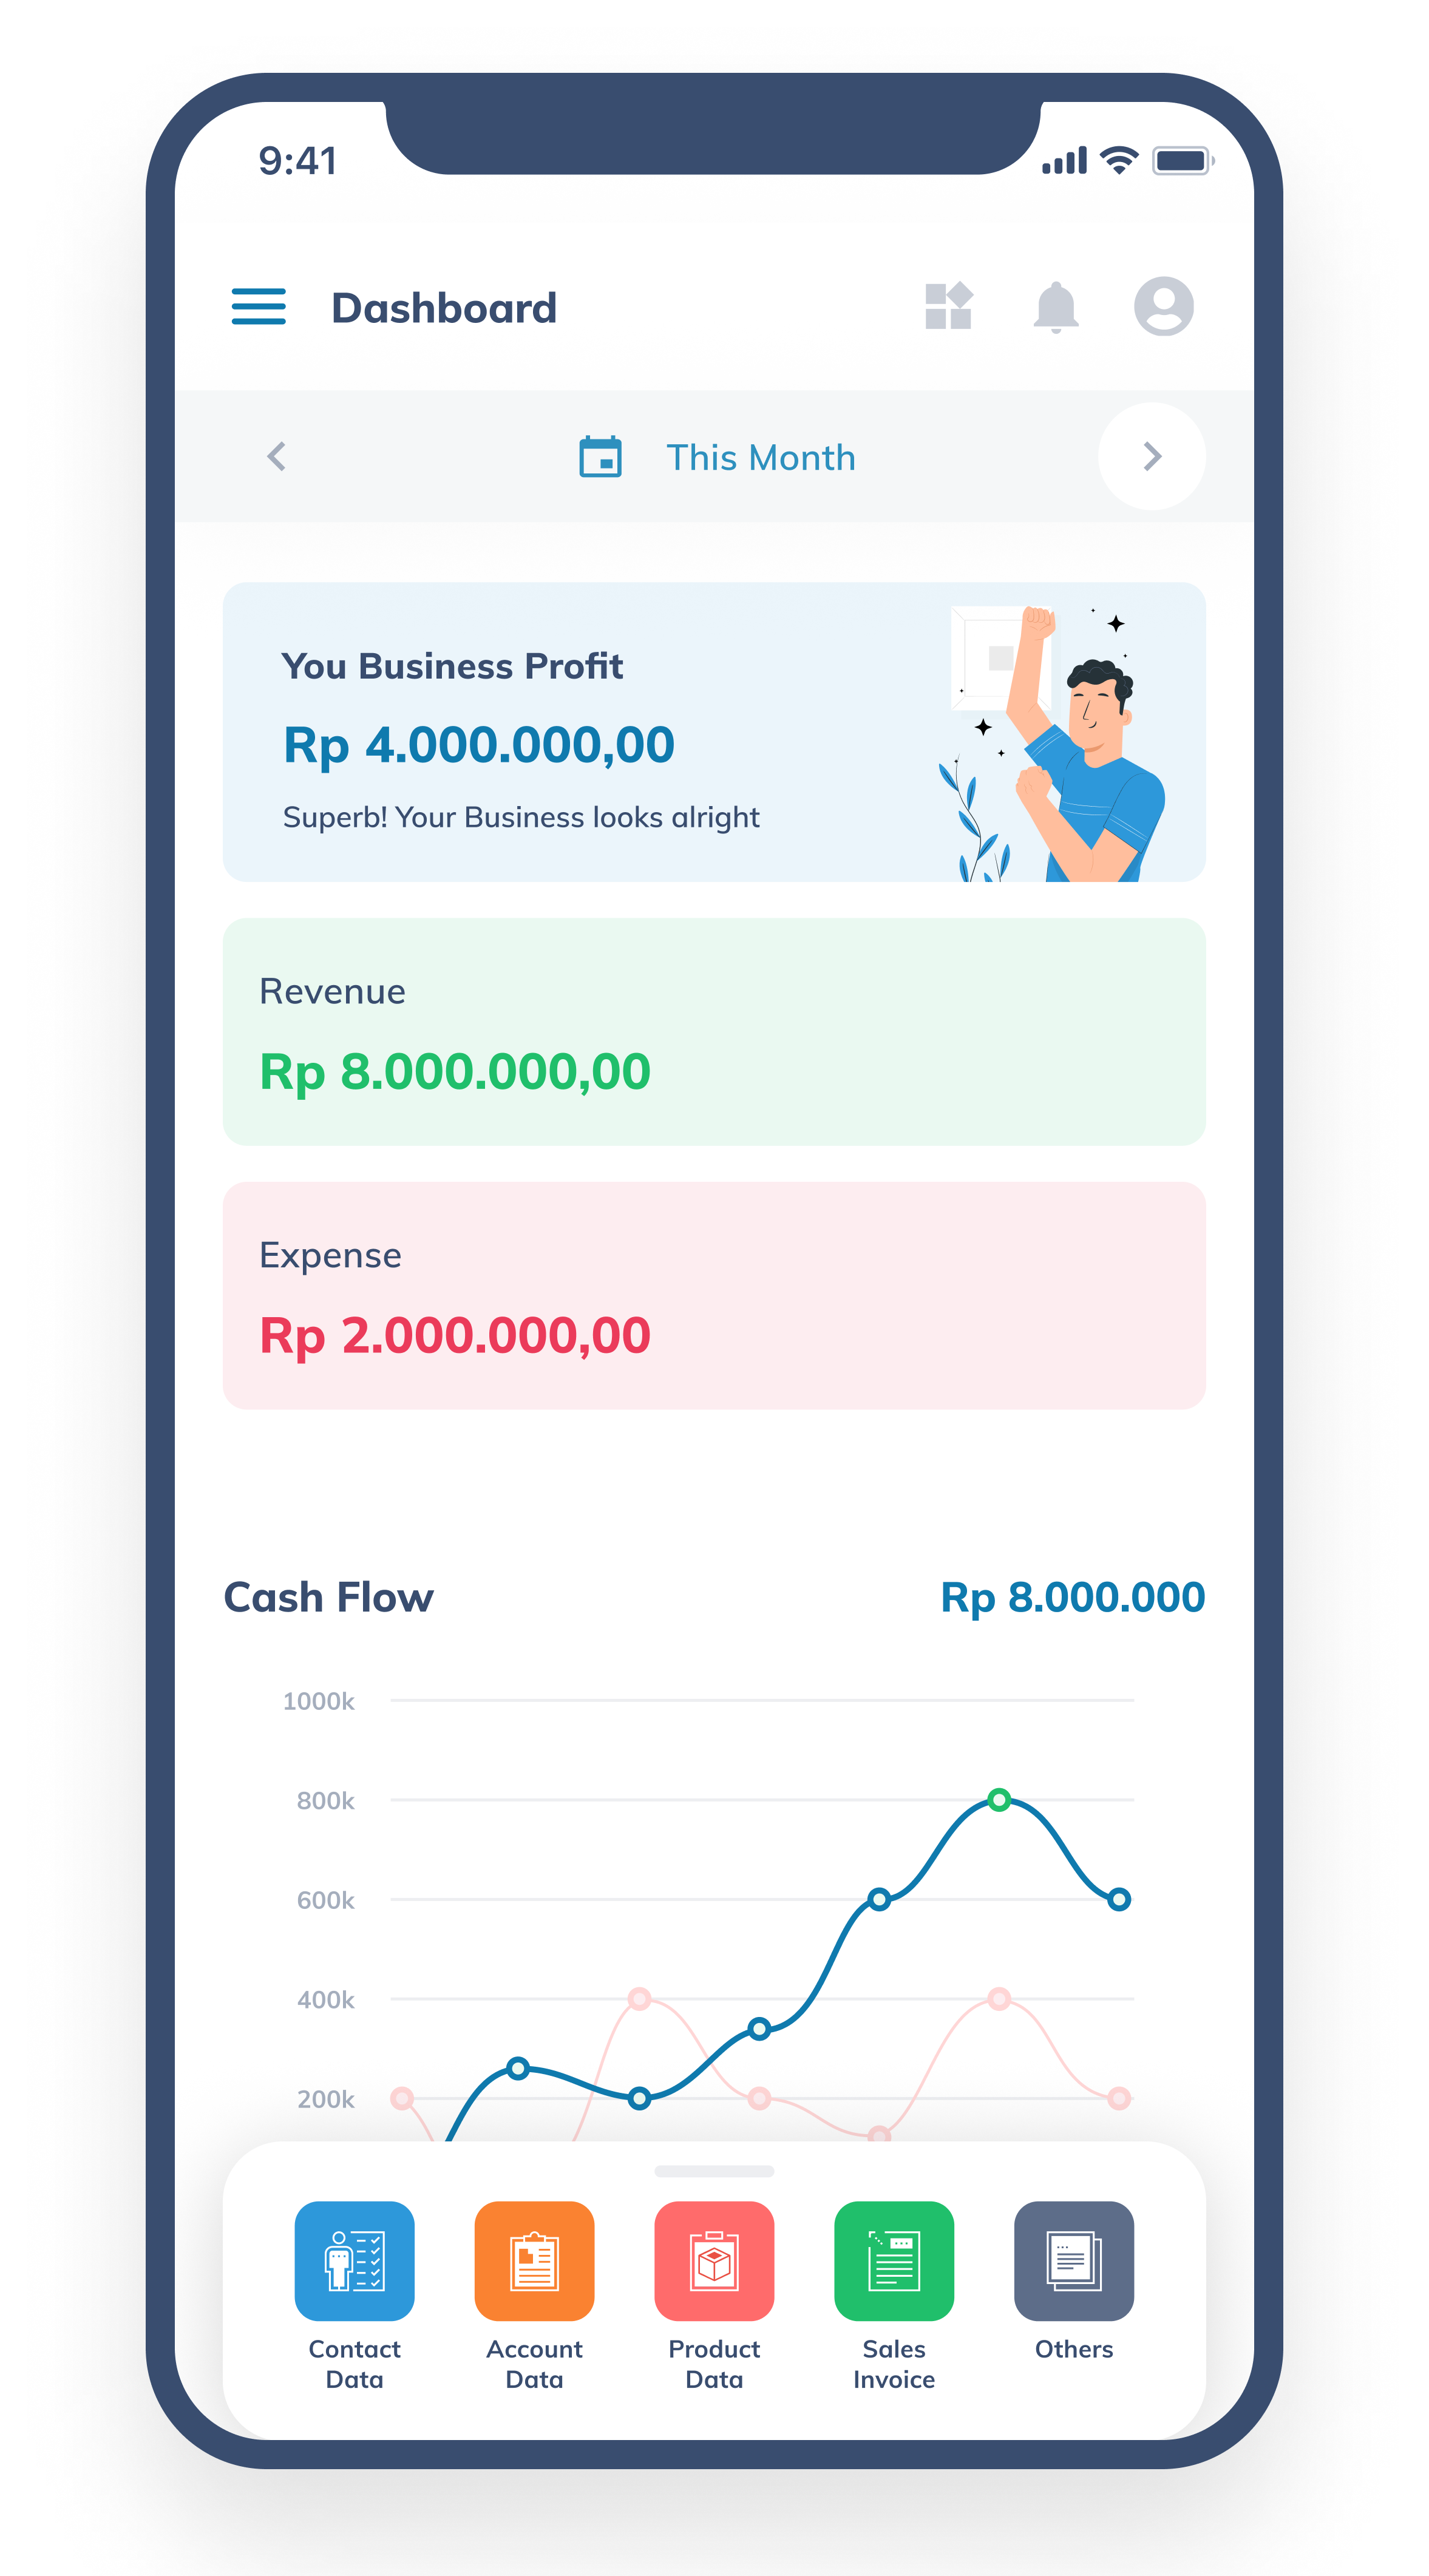 9:41
Dashboard
This Month
You Business Profit
Rp 4.000.000,00
Superb! Your Business looks alright
Revenue
Rp 8.000.000,00
Expense
Rp 2.000.000,00
Cash Flow
Rp 8.000.000
1000k
800k
600k
400k
200k
Contact
Data
Account
Data
Product
Data
Sales
Invoice
Others